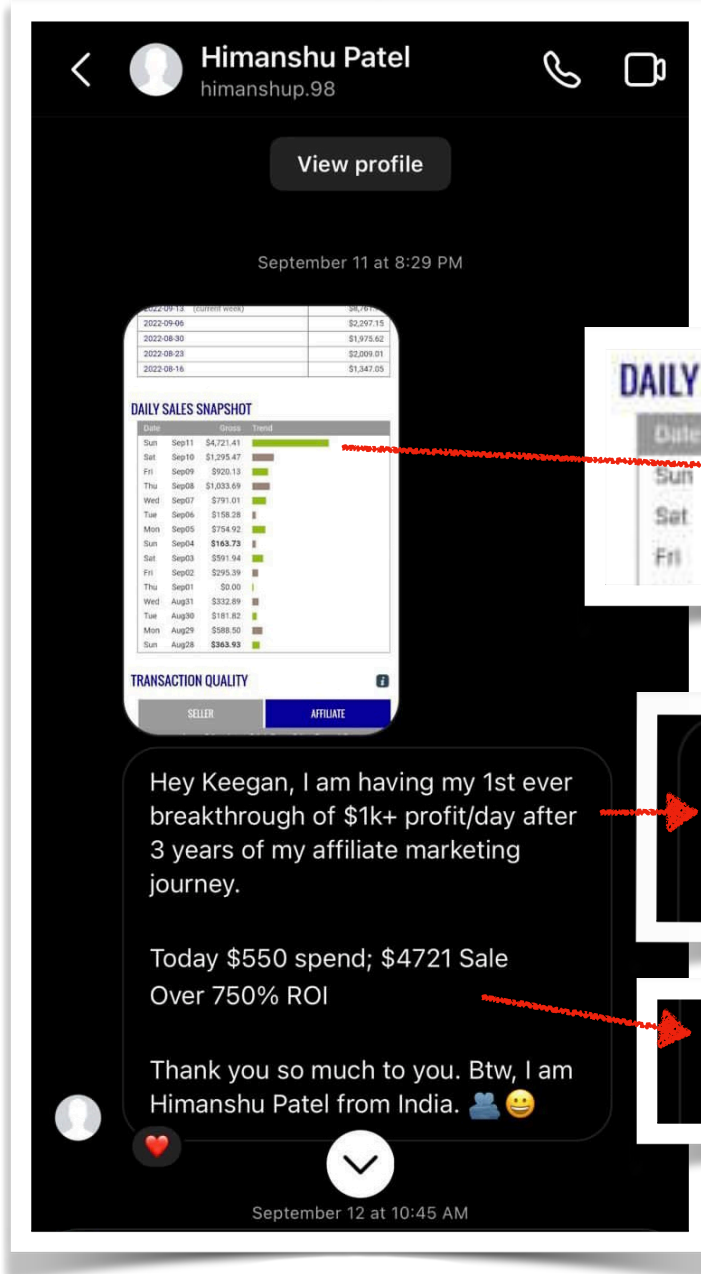 Himanshu Patel
himanshup.98
View profile
September 11 at 8:29 PM
2022-09-13 (current week)
2022-09-06 $2,297.15
2022-08-30 $1,975.62
2022-08-23 $2,009.01
2022-08-16 $1,347.05
DAILY SALES SNAPSHOT
Date Gross Trend
Sun Sep11 $4,721.41
Sat Sep10 $1,295.47
Fri Sep09 $920.13
Thu Sep08 $1,033.69
Wed Sep07 $791.01
Tue Sep06 $158.28
Mon Sep05 $754.92
Sun Sep04 $163.73
Sat Sep03 $591.94
Fri Sep02 $295.39
Thu Sep01 $0.00
Wed Aug31 $332.89
Tue Aug30 $181.82
Mon Aug29 $588.50
Sun Aug28 $363.93
TRANSACTION QUALITY
SELLER AFFILIATE
DAILY
Date
Sun
Sat
Fri
Hey Keegan, I am having my 1st ever
breakthrough of $1k+ profit/day after
3 years of my affiliate marketing
journey.
Today $550 spend; $4721 Sale
Over 750% ROI
Thank you so much to you. Btw, I am
Himanshu Patel from India. 🫂😀
September 12 at 10:45 AM